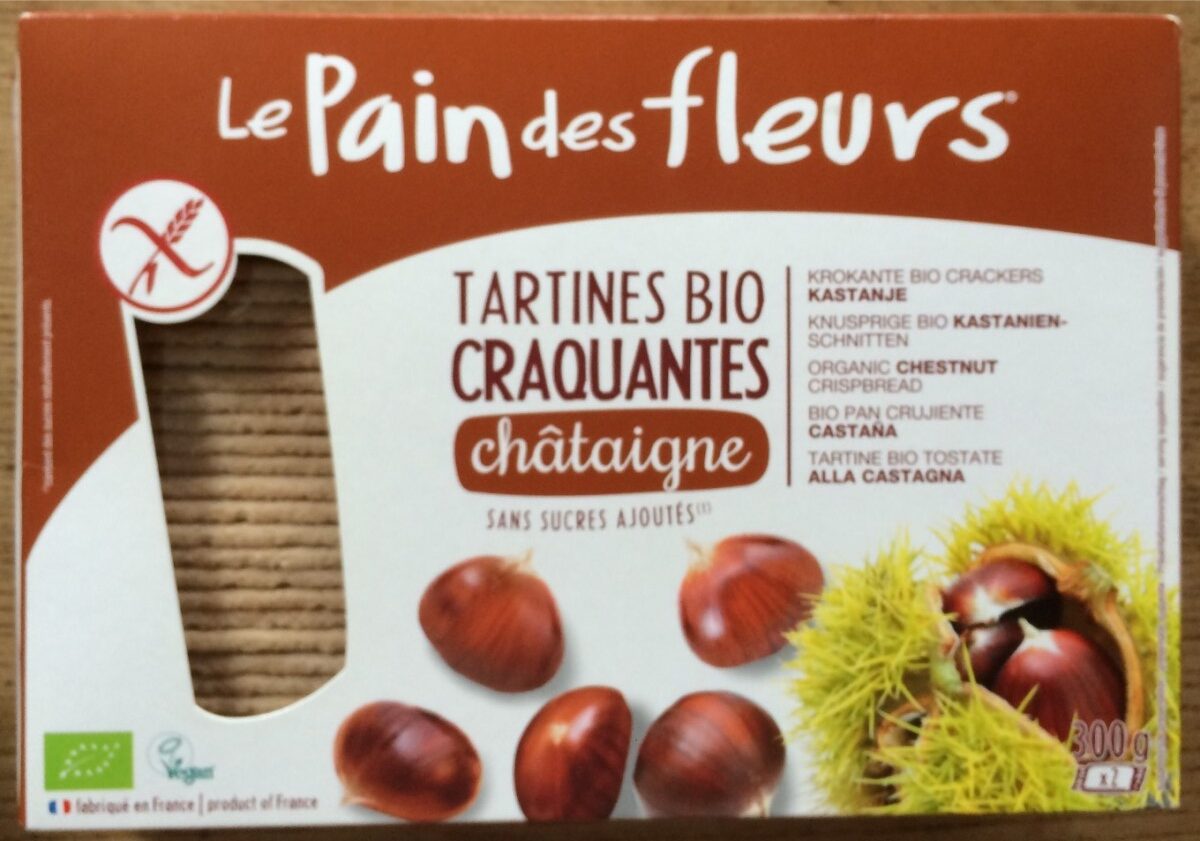 Le Pain des fleurs
TARTINES BIO
CRAQUANTES
châtaigne
SANS SUCRES AJOUTÉS
KROKANTE BIO CRACKERS
KASTANJE
KNUSPRIGE BIO KASTANIEN-
SCHNITTEN
ORGANIC CHESTNUT
CRISPBREAD
BIO PAN CRUJIENTE
CASTAÑA
TARTINE BIO TOSTATE
ALLA CASTAGNA
300 g
x2
Vegan
fabriqué en France | product of France